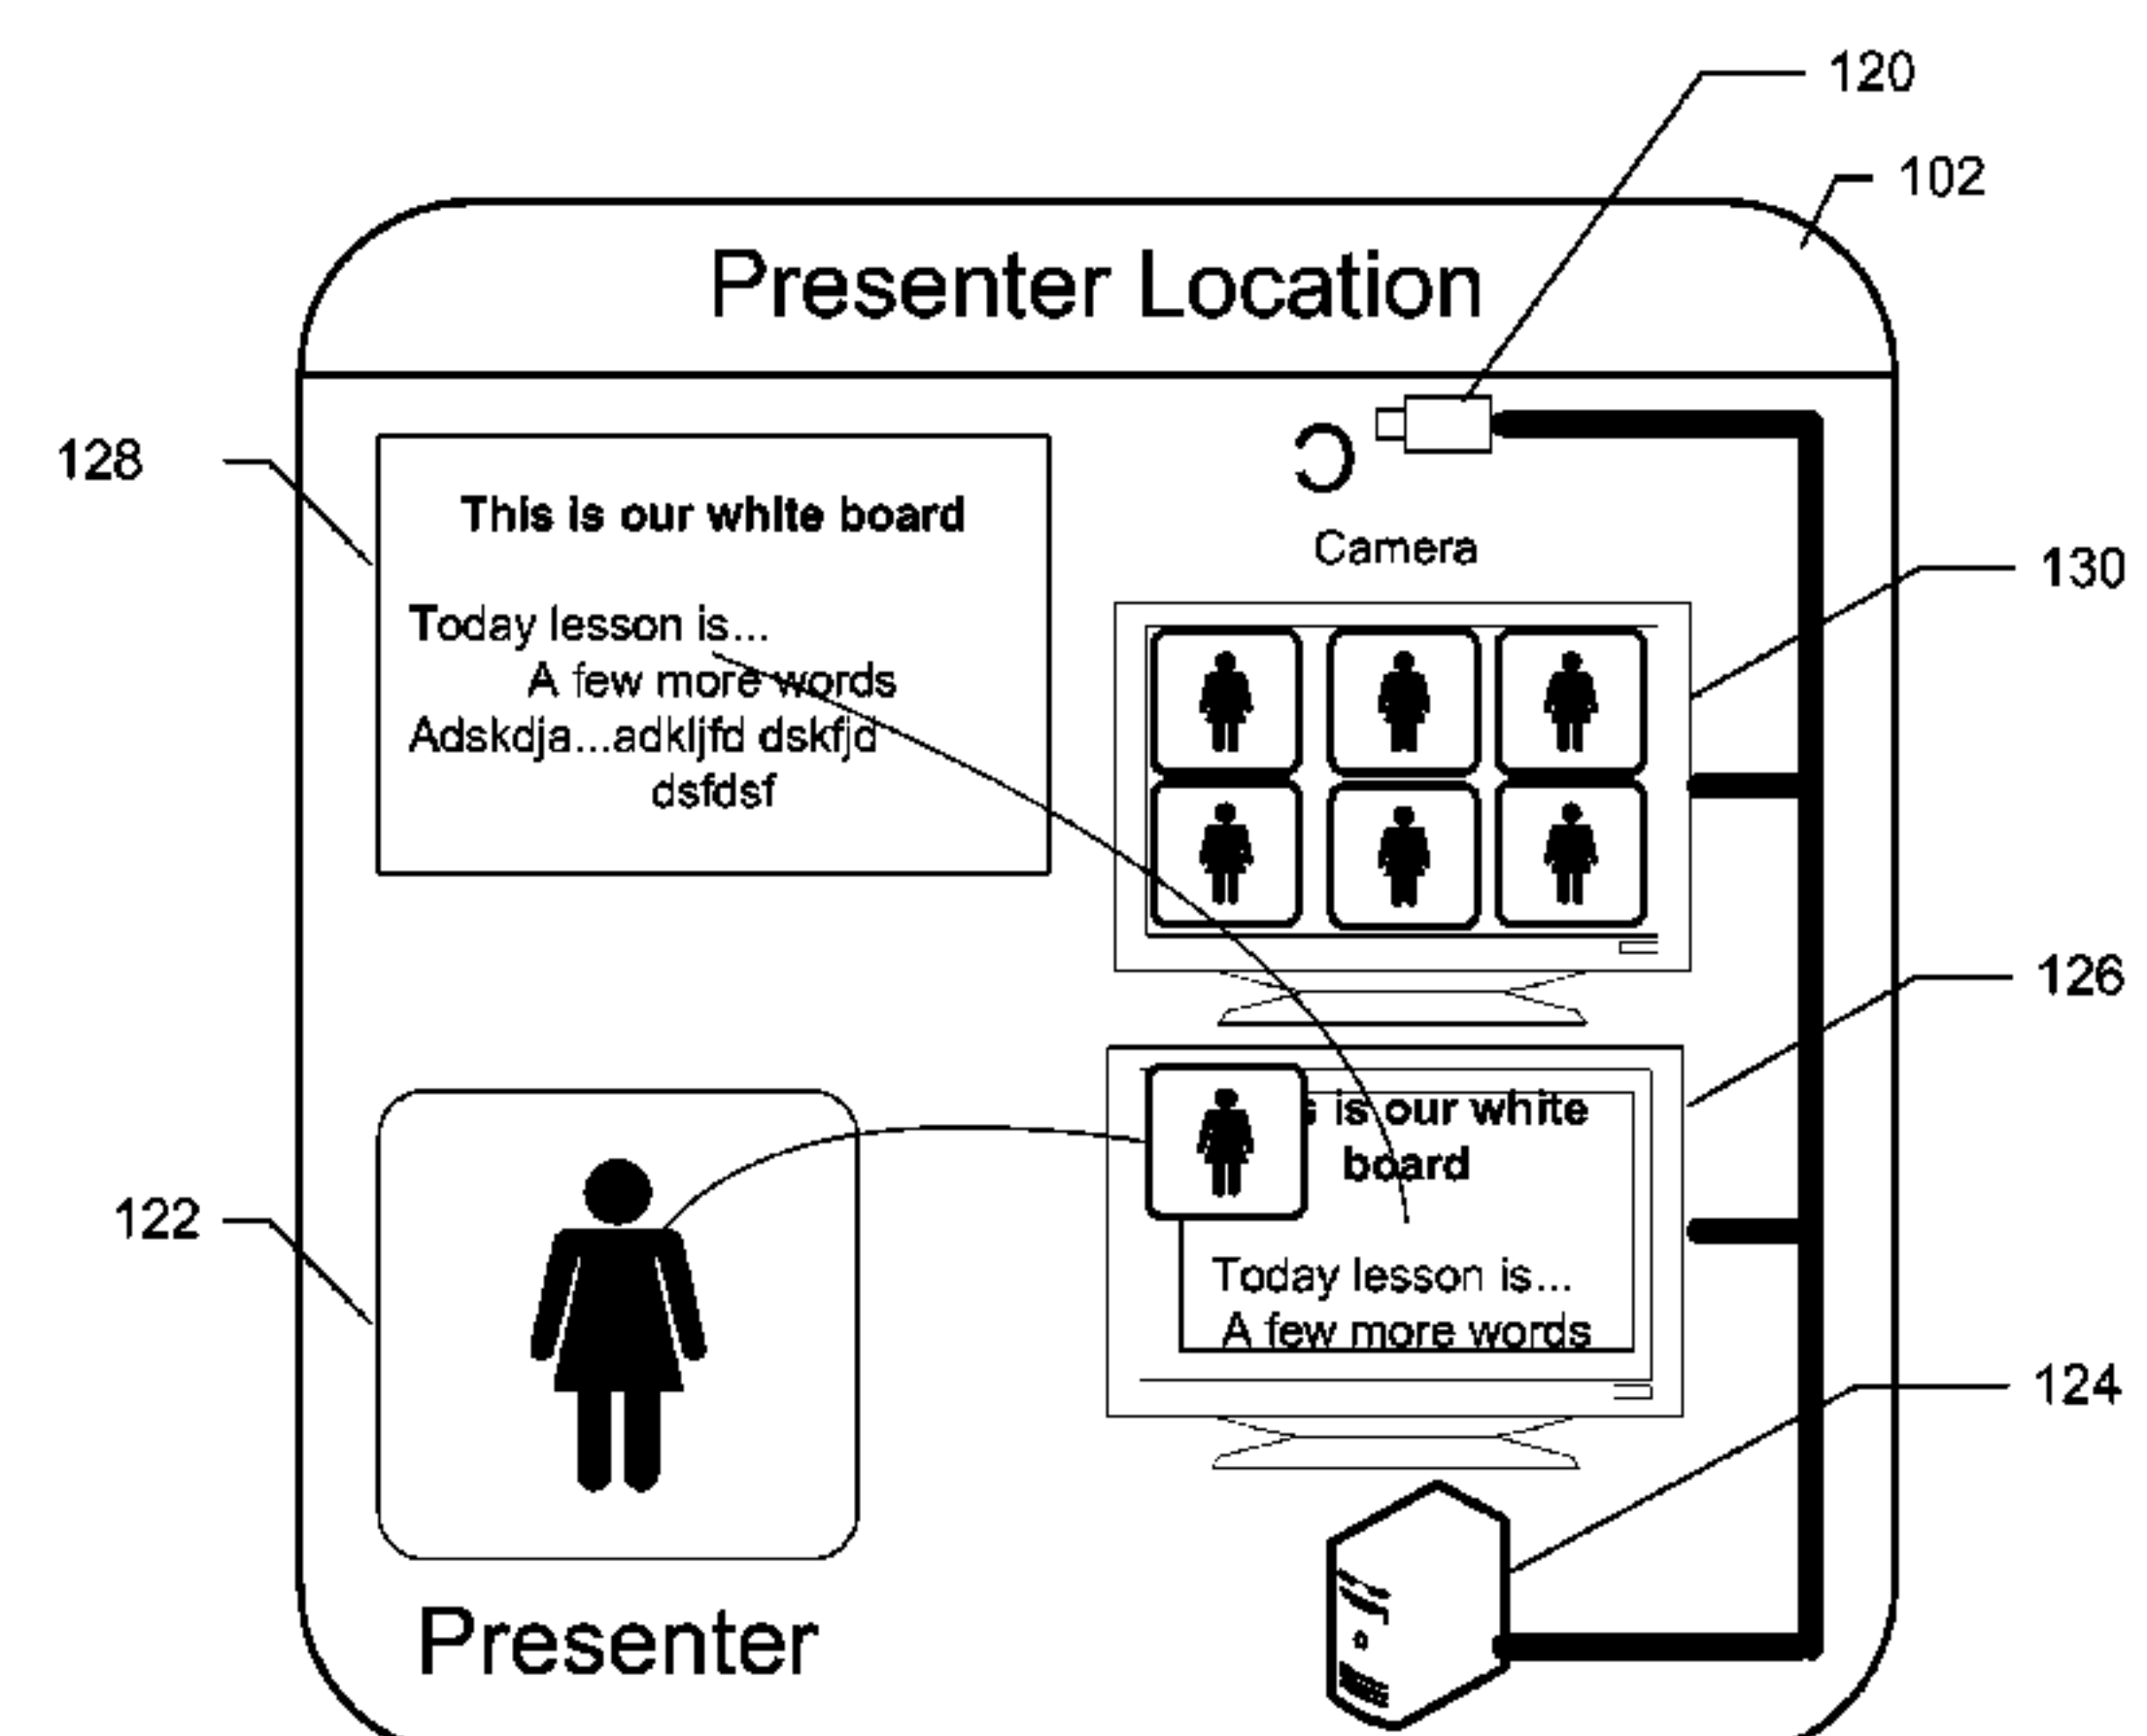 120
102
Presenter Location
128
This is our white board
Today lesson is...
A few more words
Adskdja...adkljfd dskfjd
dsfdsf
Camera
130
126
s is our white
board
Today lesson is...
A few more words
122
124
Presenter